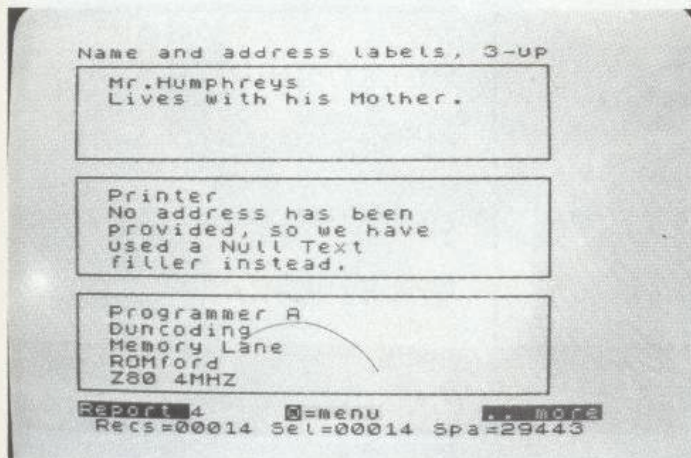 Name and address labels, 3-up
Mr.Humphreys
Lives with his Mother.
Printer
No address has been
provided, so we have
used a Null Text
filler instead.
Programmer A
Duncoding
Memory Lane
ROMford
Z80 4MHZ
Report 4 0=menu .. more
Recs=00014 Sel=00014 Spa=29443